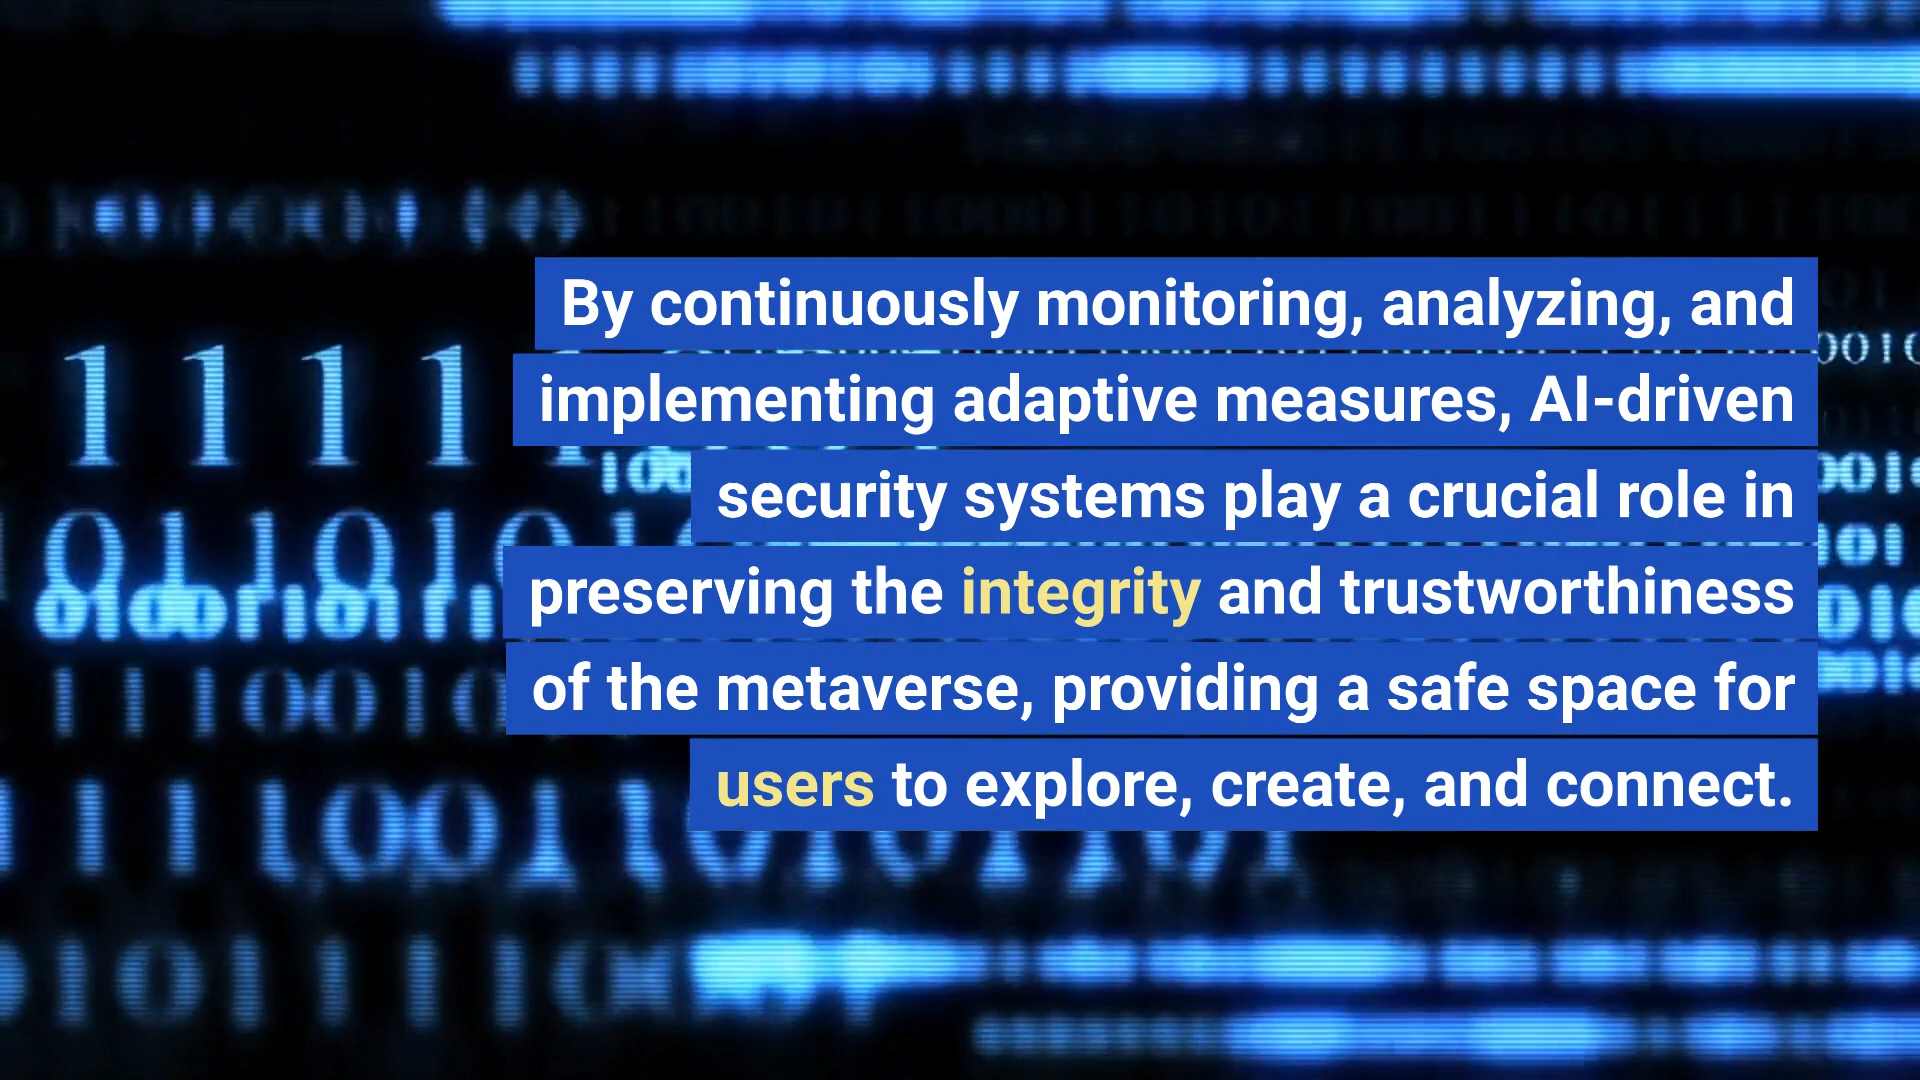 By continuously monitoring, analyzing, and
implementing adaptive measures, AI-driven
security systems play a crucial role in
preserving the integrity and trustworthiness
of the metaverse, providing a safe space for
users to explore, create, and connect.